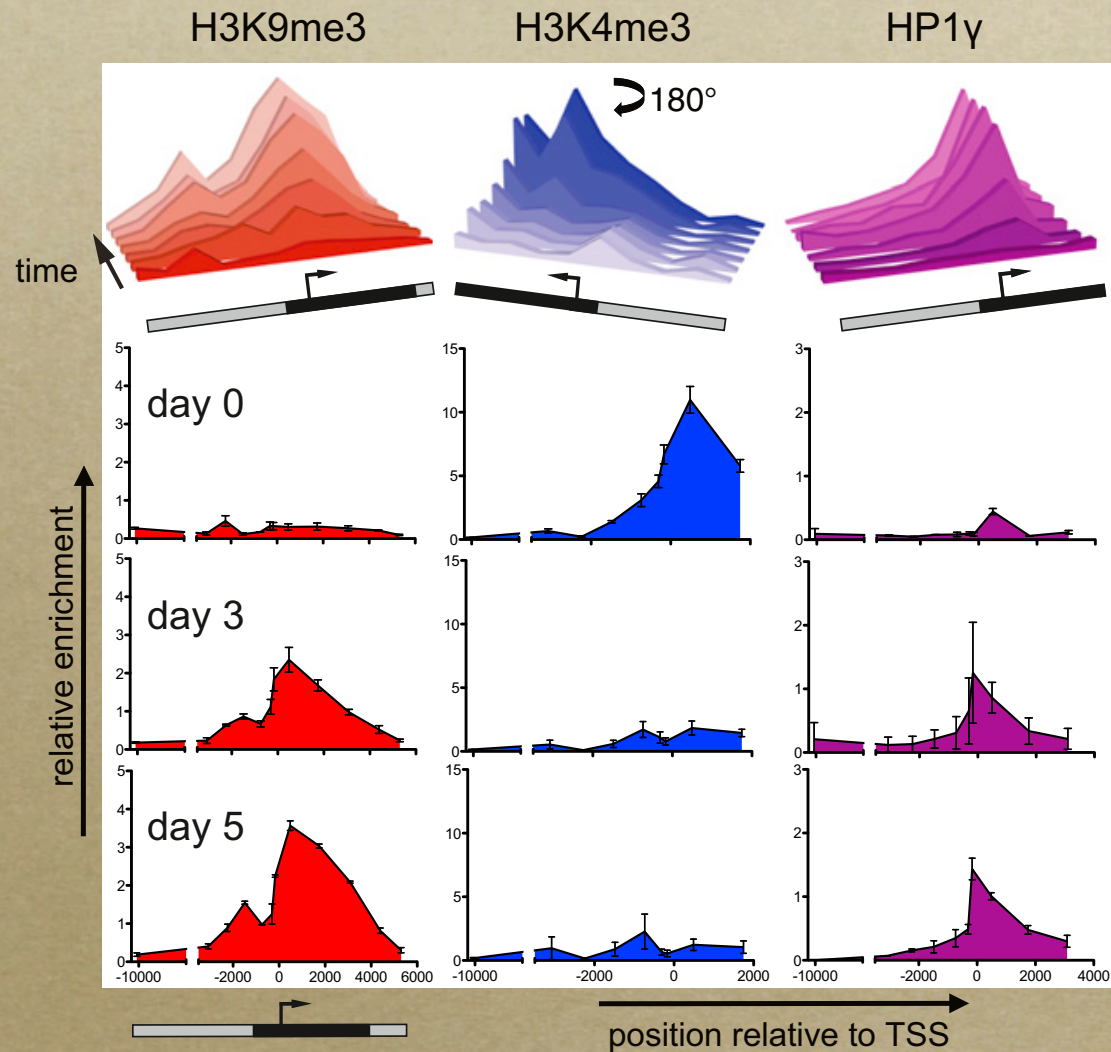 H3K9me3 H3K4me3 HP1γ
180°
time
5 15 3
4
day 0
3 10 2
2
5 1
1
0 0 0
5 15 3
4
day 3
3 10 2
2
5 1
1
0 0 0
5 15 3
4
day 5
3 10 2
2
5 1
1
0 0 0
-10000 -2000 0 2000 4000 6000 -10000 -2000 0 2000 -10000 -2000 0 2000 4000
relative enrichment
position relative to TSS